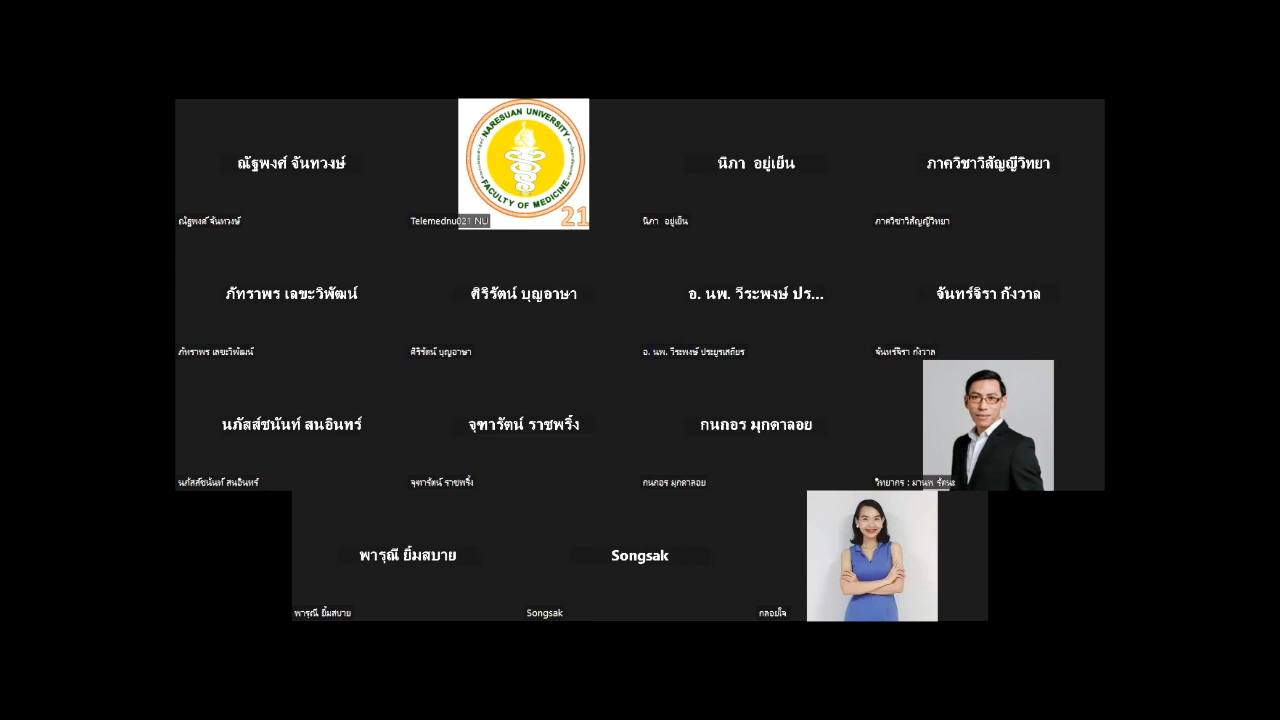 ณัฐพงศ์ จันทวงษ์
ณัฐพงศ์ จันทวงษ์
NARESUAN UNIVERSITY
FACULTY OF MEDICINE
21
Telemednu021 NU
นิภา อยู่เย็น
นิภา อยู่เย็น
ภาควิชาวิสัญญีวิทยา
ภาควิชาวิสัญญีวิทยา
ภัทราพร เลขะวิพัฒน์
ภัทราพร เลขะวิพัฒน์
ศิริรัตน์ บุญอาษา
ศิริรัตน์ บุญอาษา
อ. นพ. วีระพงษ์ ปร...
อ. นพ. วีระพงษ์ ประยูรเสถียร
จันทร์จิรา กังวาล
จันทร์จิรา กังวาล
นภัสส์ชนันท์ สนอินทร์
นภัสส์ชนันท์ สนอินทร์
จุฑารัตน์ ราชพริ้ง
จุฑารัตน์ ราชพริ้ง
กนกอร มุกดาลอย
กนกอร มุกดาลอย
วิทยากร : มานพ รัตนะ
พารุณี ยิ้มสบาย
พารุณี ยิ้มสบาย
Songsak
Songsak
กลอยใจ